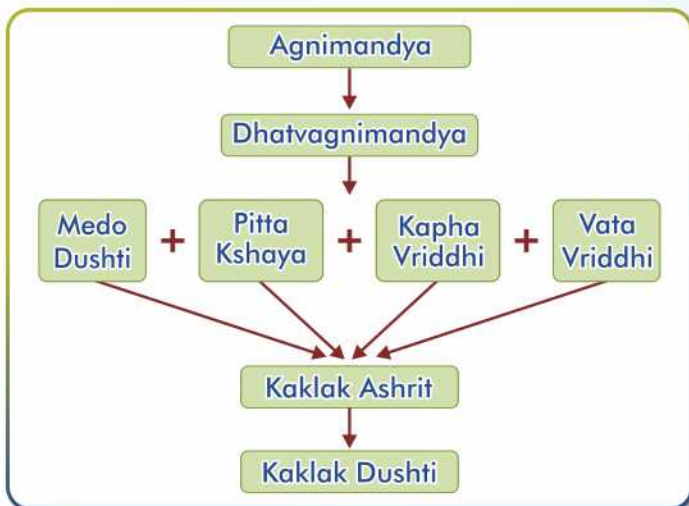 Agnimandya
Dhatvagnimandya
Medo
Dushti
+
Pitta
Kshaya
+
Kapha
Vriddhi
+
Vata
Vriddhi
Kaklak Ashrit
Kaklak Dushti